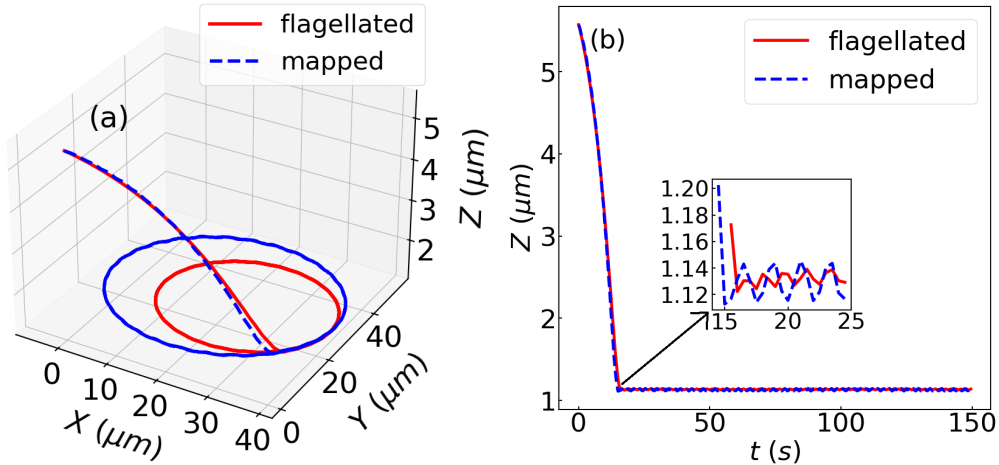 flagellated
mapped
(a)
5
4
3
2
Z (μm)
0
10
20
30
40
X (μm)
0
20
40
Y (μm)
(b)
flagellated
mapped
5
4
3
2
1
Z (μm)
1.20
1.18
1.16
1.14
1.12
15
20
25
0
50
100
150
t (s)